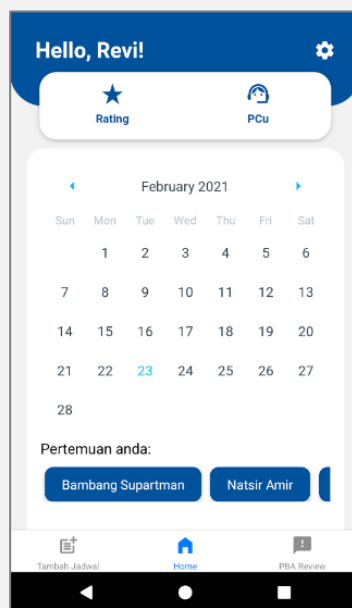 Hello, Revi!
Rating PCu
February 2021
Sun Mon Tue Wed Thu Fri Sat
1 2 3 4 5 6
7 8 9 10 11 12 13
14 15 16 17 18 19 20
21 22 23 24 25 26 27
28
Pertemuan anda:
Bambang Supartman Natsir Amir
Tambah Jadwal Home PBA Review